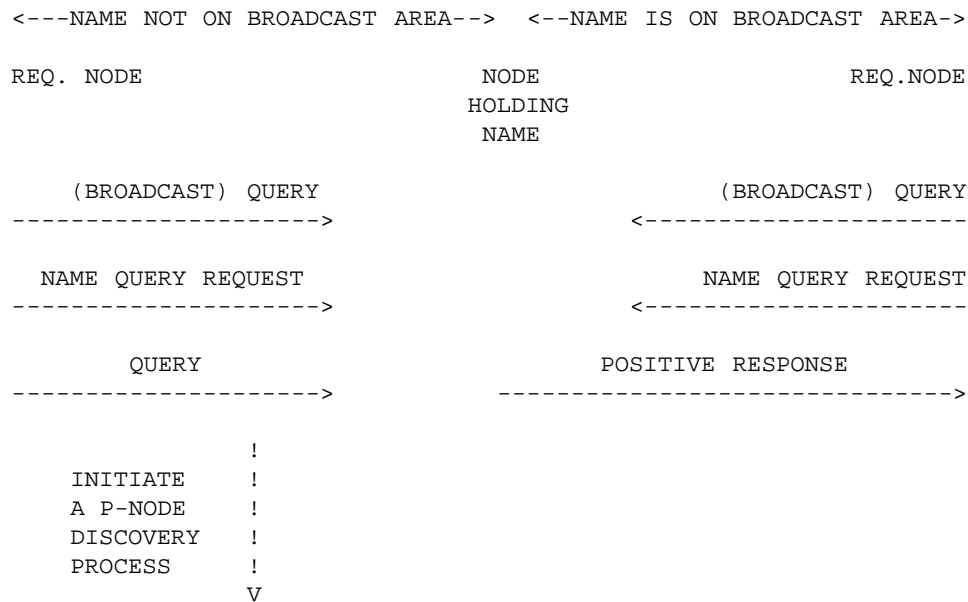 <---NAME NOT ON BROADCAST AREA--> <--NAME IS ON BROADCAST AREA->
REQ. NODE NODE REQ.NODE
HOLDING
NAME
(BROADCAST) QUERY (BROADCAST) QUERY
---------------------> <----------------------
NAME QUERY REQUEST NAME QUERY REQUEST
---------------------> <----------------------
QUERY POSITIVE RESPONSE
---------------------> ------------------------------->
!
INITIATE !
A P-NODE !
DISCOVERY !
PROCESS !
V